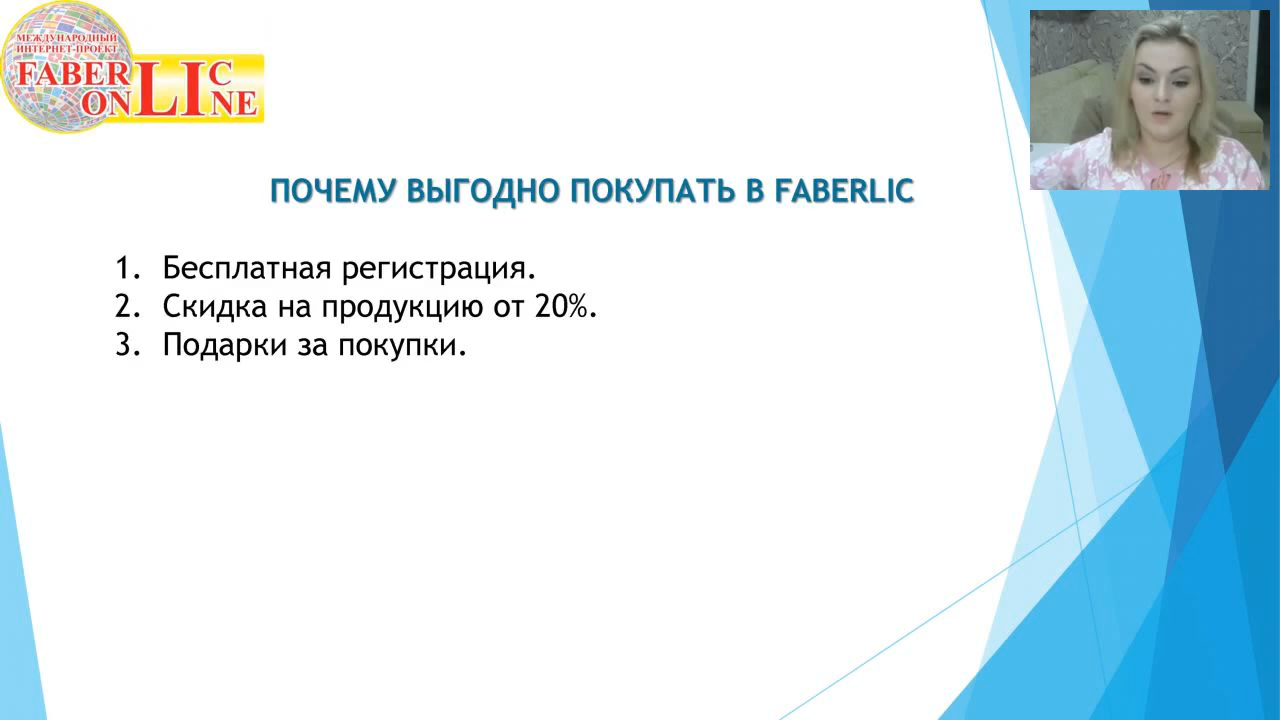 МЕЖДУНАРОДНЫЙ
ИНТЕРНЕТ-ПРОЕКТ
FABERLIC
ONLINE
ПОЧЕМУ ВЫГОДНО ПОКУПАТЬ В FABERLIC
1. Бесплатная регистрация.
2. Скидка на продукцию от 20%.
3. Подарки за покупки.